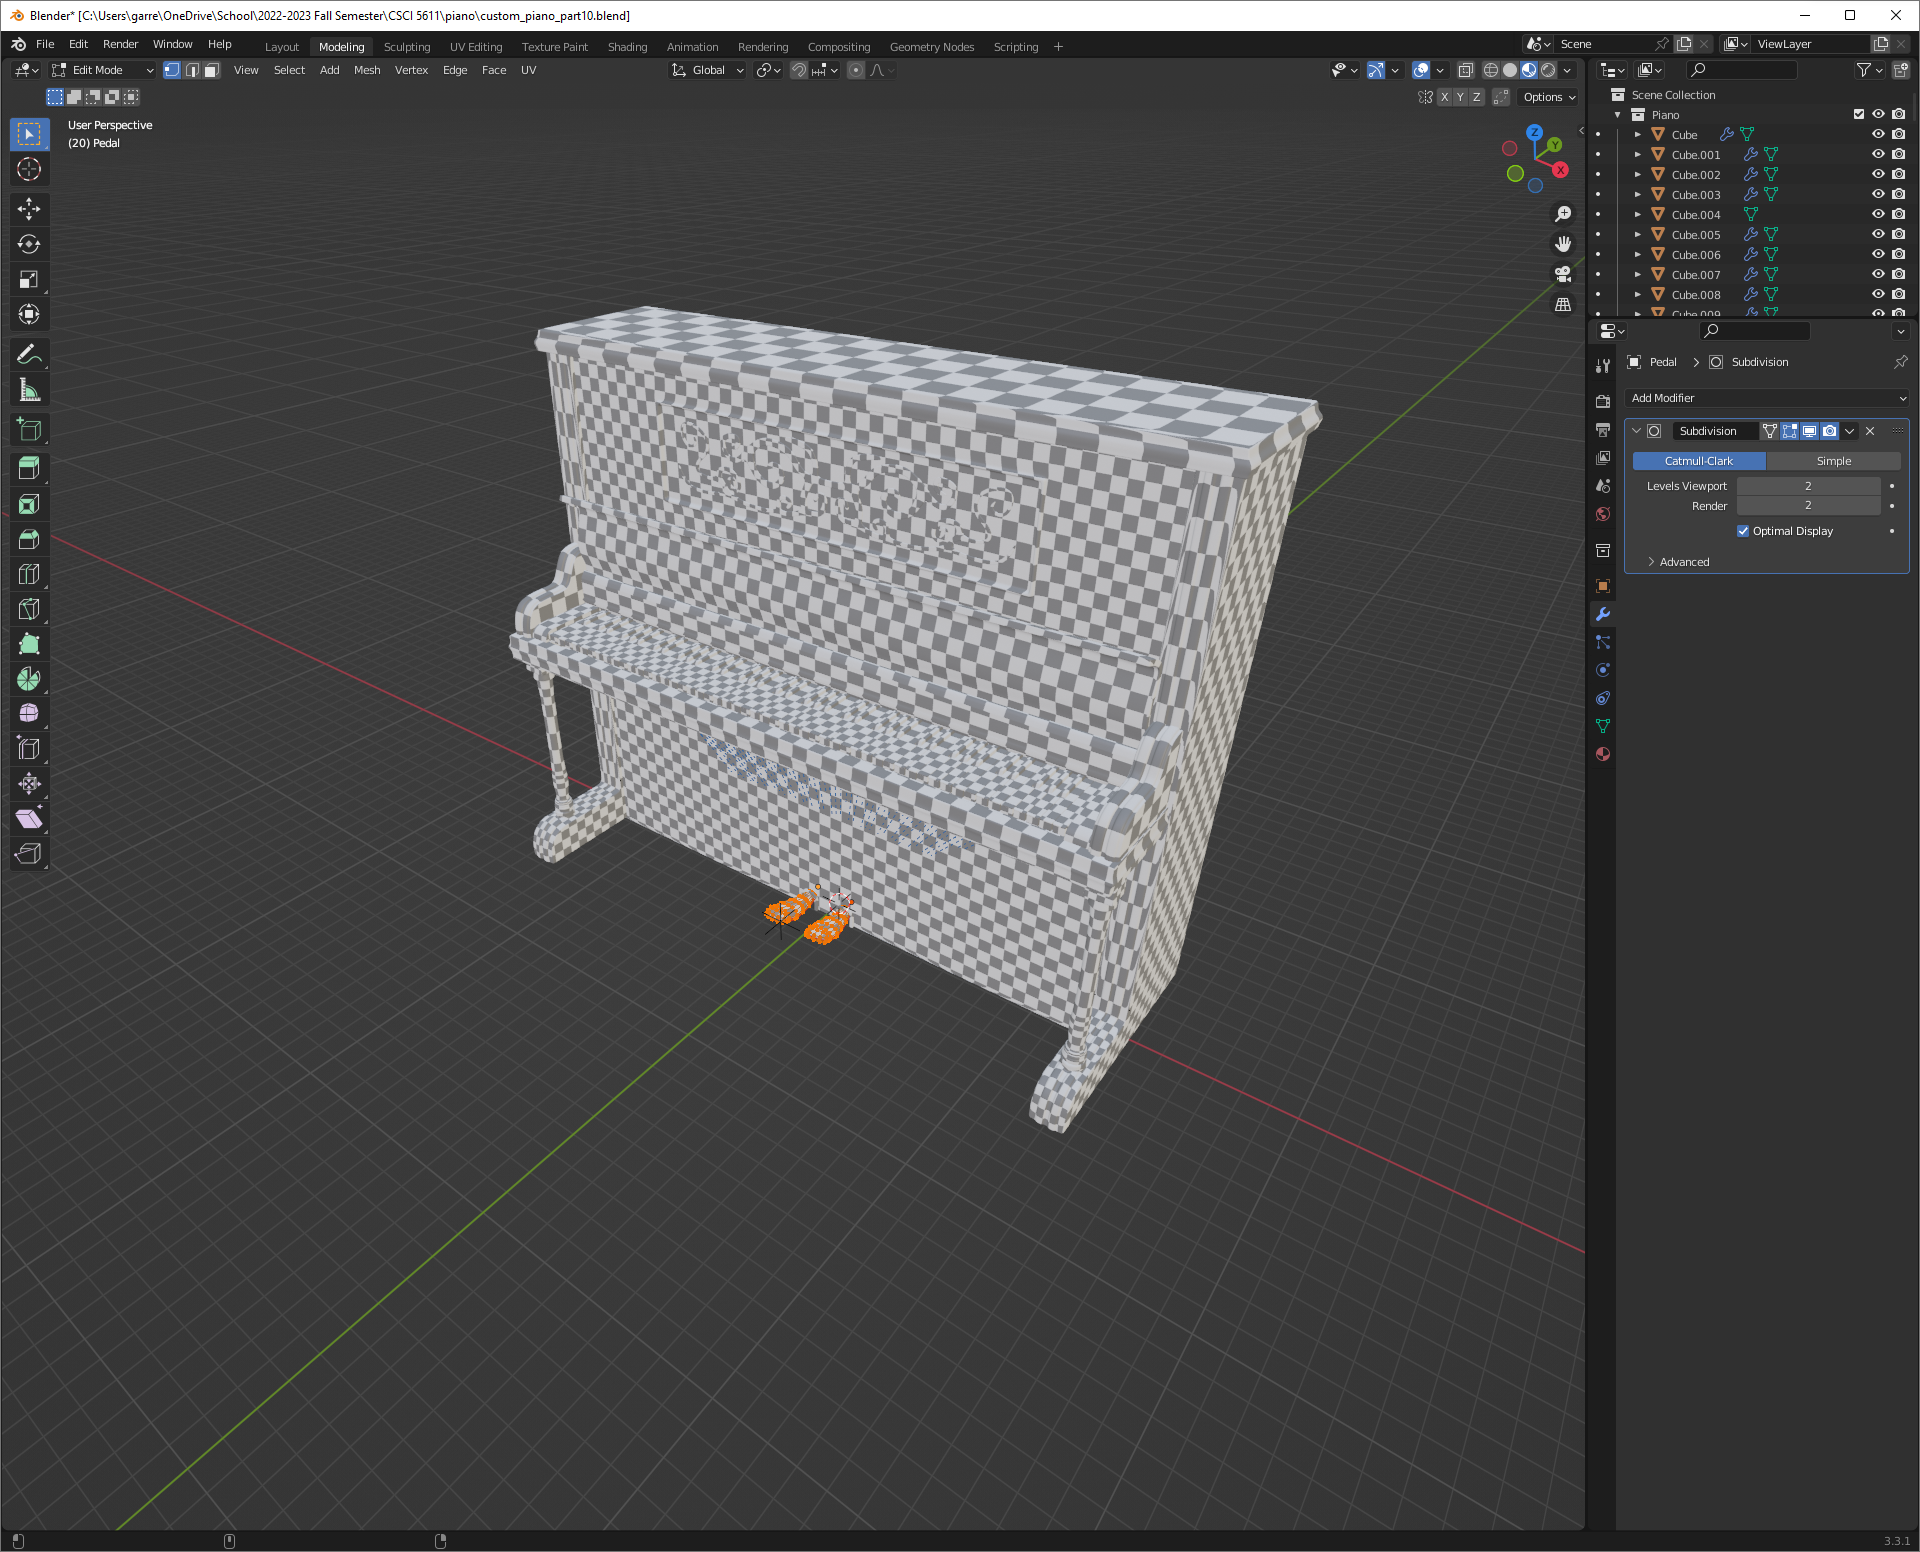 Blender* [C:\Users\garre\OneDrive\School\2022-2023 Fall Semester\CSCI 5611\piano\custom_piano_part10.blend]
File Edit Render Window Help Layout Modeling Sculpting UV Editing Texture Paint Shading Animation Rendering Compositing Geometry Nodes Scripting + Scene ViewLayer
Edit Mode View Select Add Mesh Vertex Edge Face UV Global
X Y Z Options
User Perspective
(20) Pedal
Z
Y
X
Scene Collection
Piano
Cube
Cube.001
Cube.002
Cube.003
Cube.004
Cube.005
Cube.006
Cube.007
Cube.008
Cube.009
Pedal > Subdivision
Add Modifier
Subdivision
Catmull-Clark Simple
Levels Viewport 2
Render 2
Optimal Display
Advanced
3.3.1